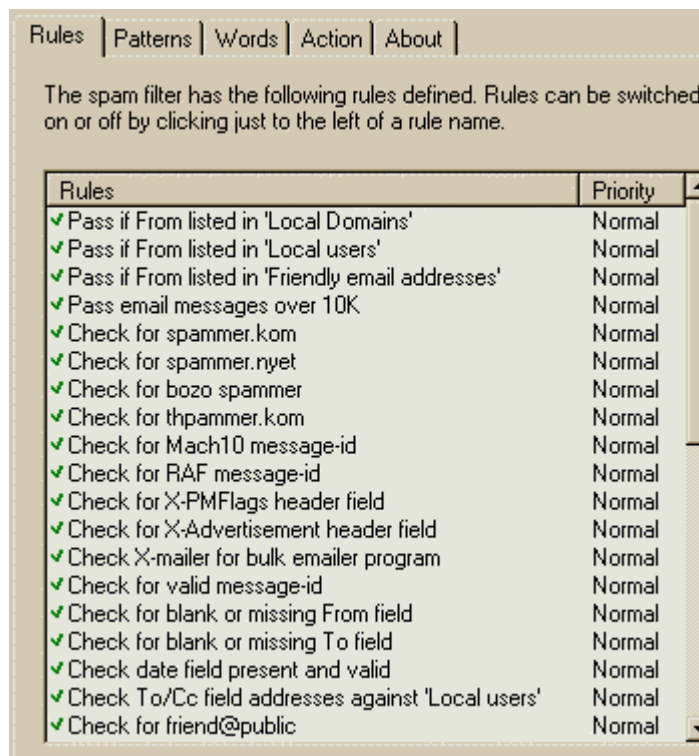 Rules Patterns Words Action About
The spam filter has the following rules defined. Rules can be switched
on or off by clicking just to the left of a rule name.
Rules Priority
Pass if From listed in 'Local Domains' Normal
Pass if From listed in 'Local users' Normal
Pass if From listed in 'Friendly email addresses' Normal
Pass email messages over 10K Normal
Check for spammer.kom Normal
Check for spammer.nyet Normal
Check for bozo spammer Normal
Check for thpammer.kom Normal
Check for Mach10 message-id Normal
Check for RAF message-id Normal
Check for X-PMFlags header field Normal
Check for X-Advertisement header field Normal
Check X-mailer for bulk emailer program Normal
Check for valid message-id Normal
Check for blank or missing From field Normal
Check for blank or missing To field Normal
Check date field present and valid Normal
Check To/Cc field addresses against 'Local users' Normal
Check for friend@public Normal